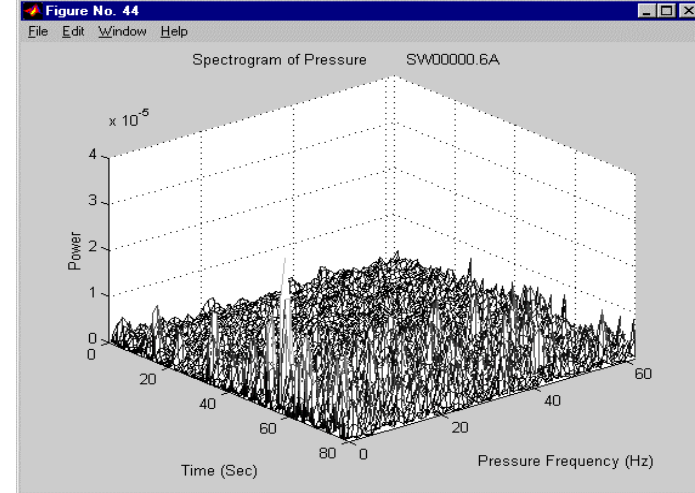 Figure No. 44
File Edit Window Help
Spectrogram of Pressure SW00000.6A
x 10^-5
4
3
2
1
0
Power
0
20
40
60
80
Time (Sec)
0
20
40
60
Pressure Frequency (Hz)